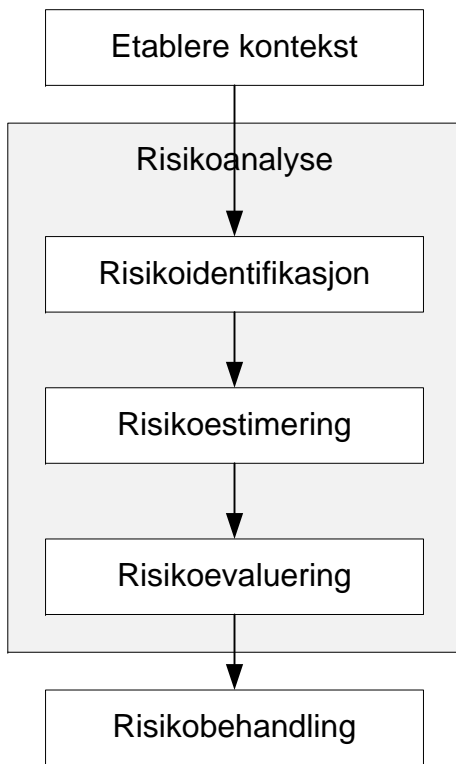 Etablere kontekst
Risikoanalyse
Risikoidentifikasjon
Risikoestimering
Risikoevaluering
Risikobehandling